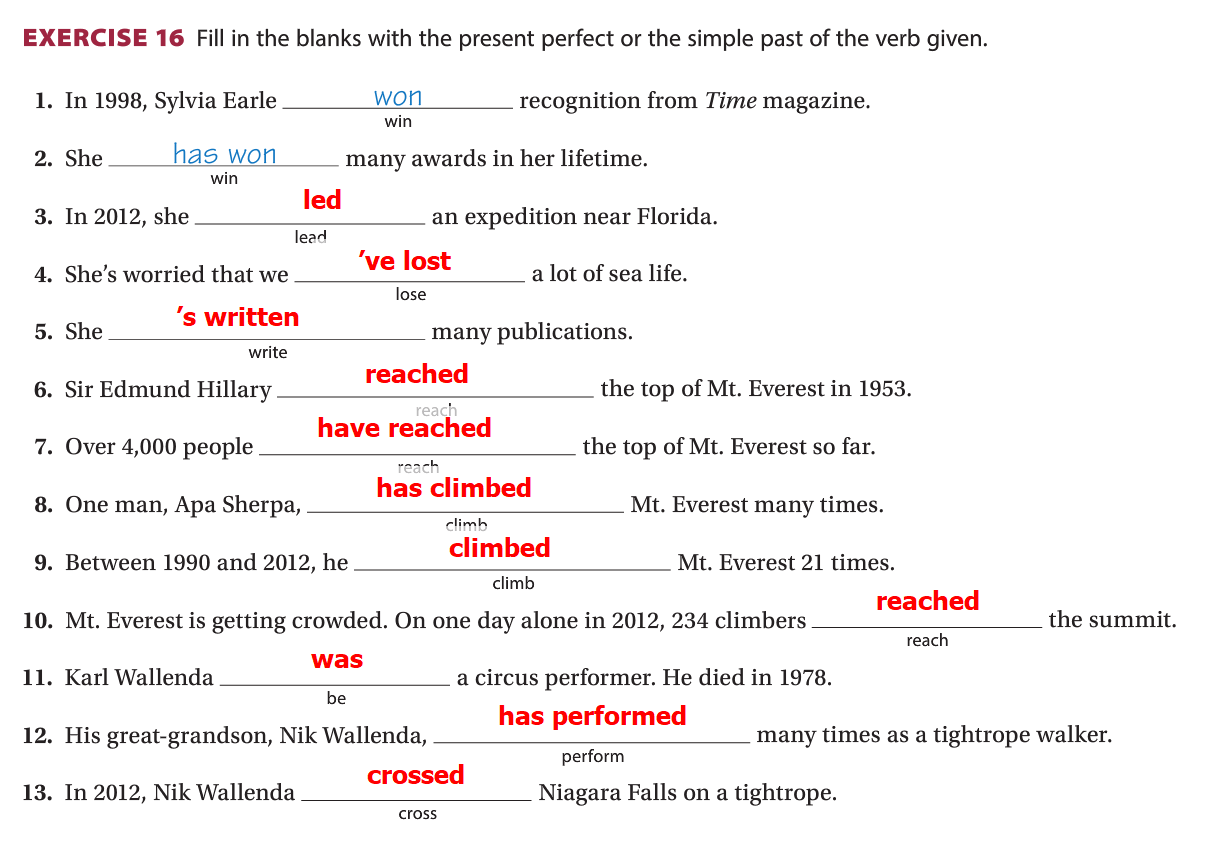 EXERCISE 16 Fill in the blanks with the present perfect or the simple past of the verb given.
1. In 1998, Sylvia Earle won recognition from Time magazine.
win
2. She has won many awards in her lifetime.
win
3. In 2012, she led an expedition near Florida.
lead
4. She's worried that we 've lost a lot of sea life.
lose
5. She 's written many publications.
write
6. Sir Edmund Hillary reached the top of Mt. Everest in 1953.
reach
7. Over 4,000 people have reached the top of Mt. Everest so far.
reach
8. One man, Apa Sherpa, has climbed Mt. Everest many times.
climb
9. Between 1990 and 2012, he climbed Mt. Everest 21 times.
climb
10. Mt. Everest is getting crowded. On one day alone in 2012, 234 climbers reached the summit.
reach
11. Karl Wallenda was a circus performer. He died in 1978.
be
12. His great-grandson, Nik Wallenda, has performed many times as a tightrope walker.
perform
13. In 2012, Nik Wallenda crossed Niagara Falls on a tightrope.
cross